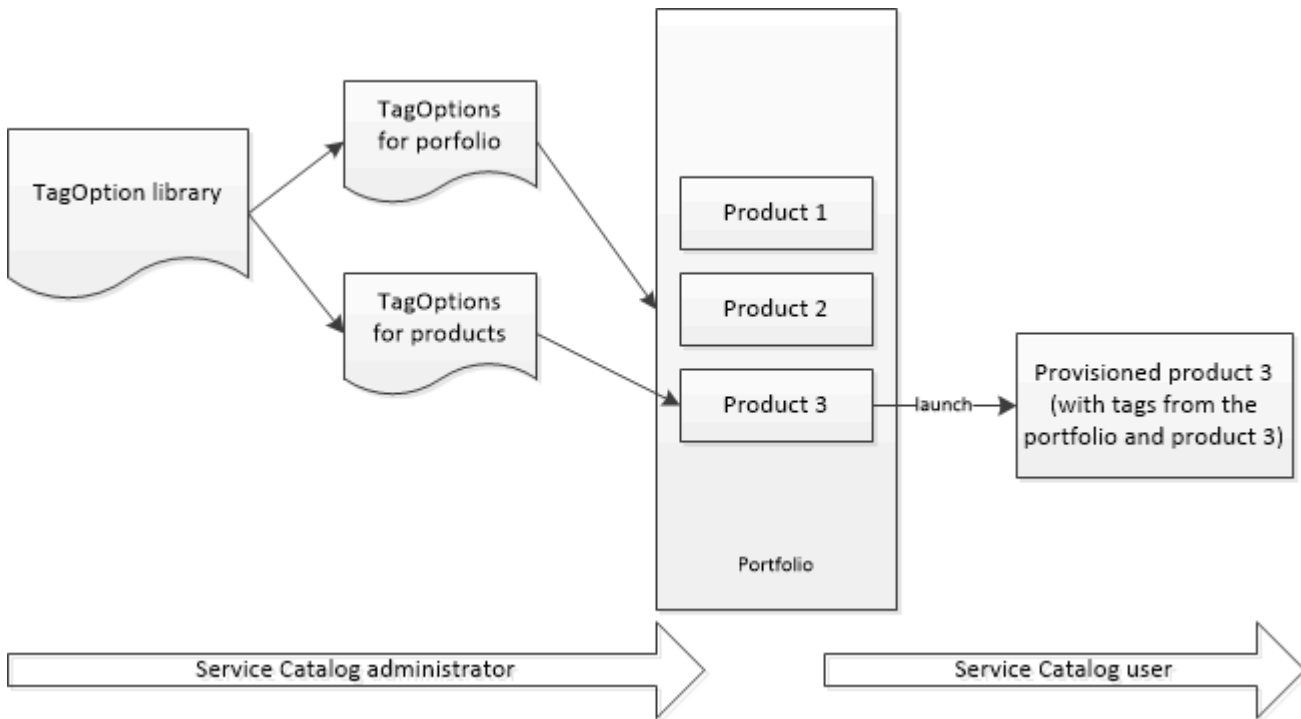 TagOption library
TagOptions
for porfolio
TagOptions
for products
Product 1
Product 2
Product 3
Portfolio
launch
Provisioned product 3
(with tags from the
portfolio and product 3)
Service Catalog administrator
Service Catalog user